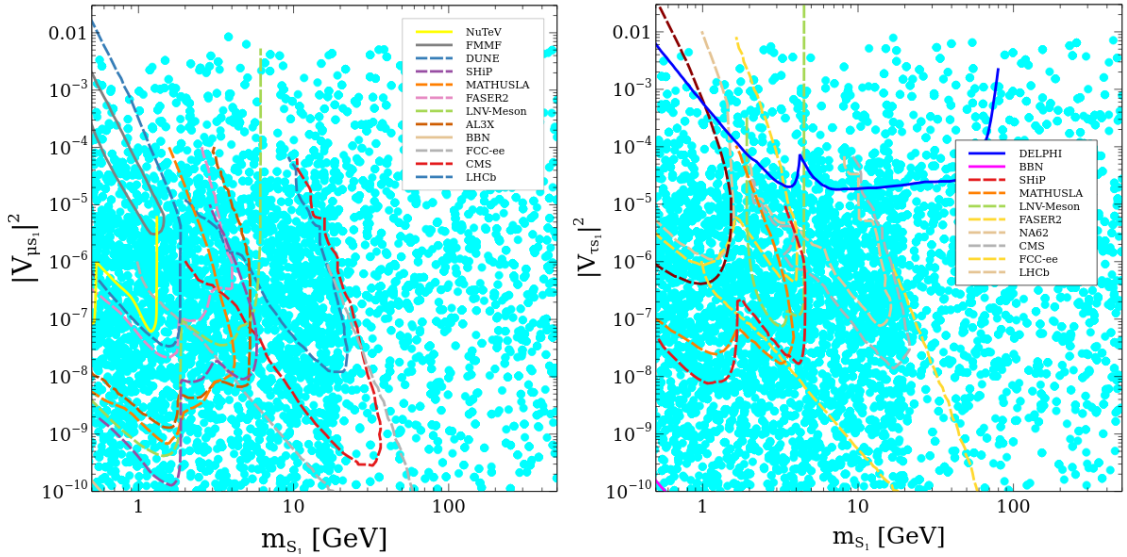 0.01
10⁻³
10⁻⁴
10⁻⁵
10⁻⁶
10⁻⁷
10⁻⁸
10⁻⁹
10⁻¹⁰
|V_μs₁|²
NuTeV
FMMF
DUNE
SHiP
MATHUSLA
FASER2
LNV-Meson
AL3X
BBN
FCC-ee
CMS
LHCb
1 10 100
m_S₁ [GeV]
0.01
10⁻³
10⁻⁴
10⁻⁵
10⁻⁶
10⁻⁷
10⁻⁸
10⁻⁹
10⁻¹⁰
|V_τs₁|²
DELPHI
BBN
SHiP
MATHUSLA
LNV-Meson
FASER2
NA62
CMS
FCC-ee
LHCb
1 10 100
m_S₁ [GeV]